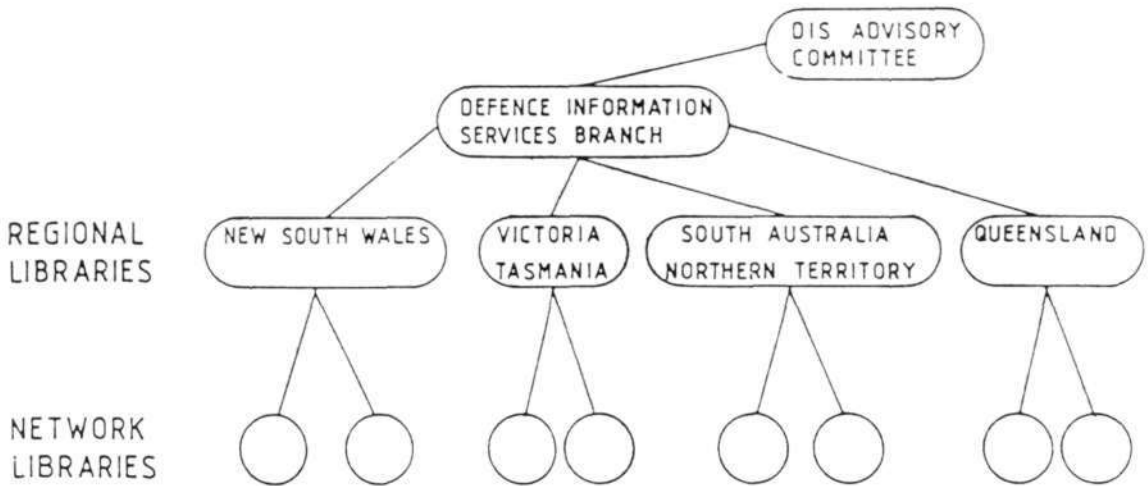 DIS ADVISORY
COMMITTEE
DEFENCE INFORMATION
SERVICES BRANCH
REGIONAL
LIBRARIES
NEW SOUTH WALES
VICTORIA
TASMANIA
SOUTH AUSTRALIA
NORTHERN TERRITORY
QUEENSLAND
NETWORK
LIBRARIES